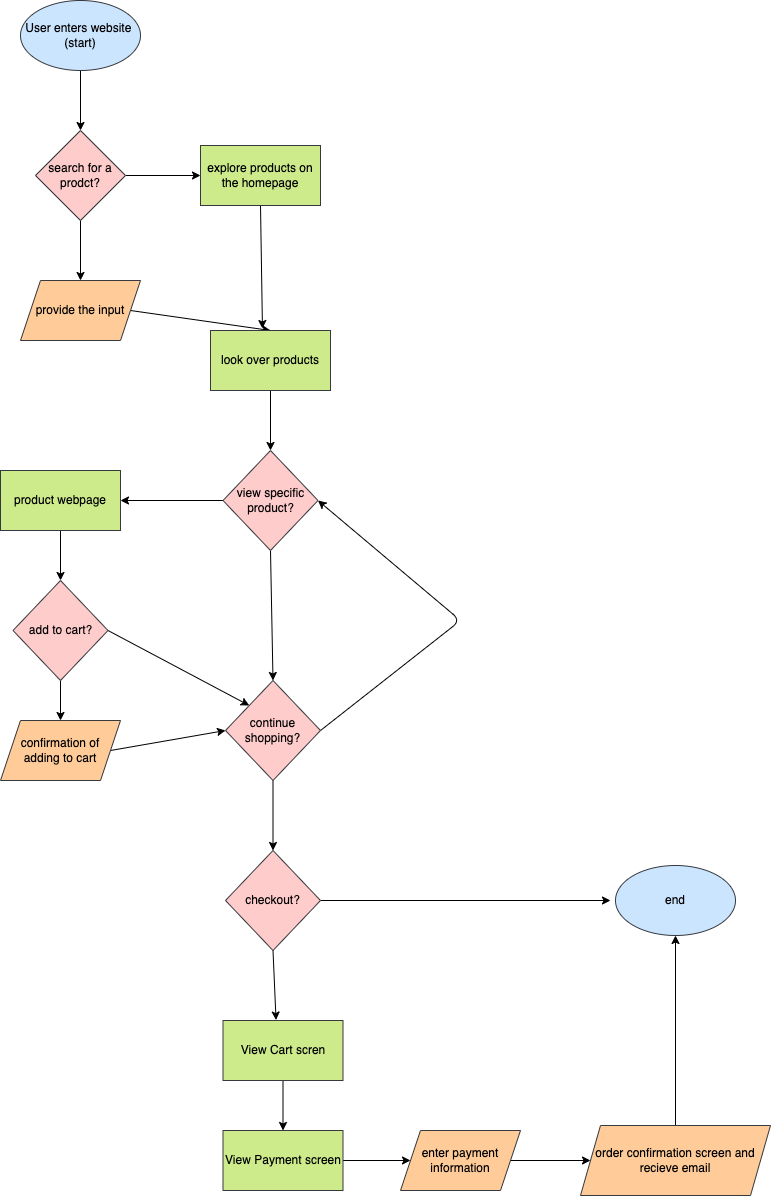 User enters website
(start)
search for a
prodct?
explore products on
the homepage
provide the input
look over products
view specific
product?
product webpage
add to cart?
continue
shopping?
confirmation of
adding to cart
checkout?
end
View Cart scren
View Payment screen
enter payment
information
order confirmation screen and
recieve email